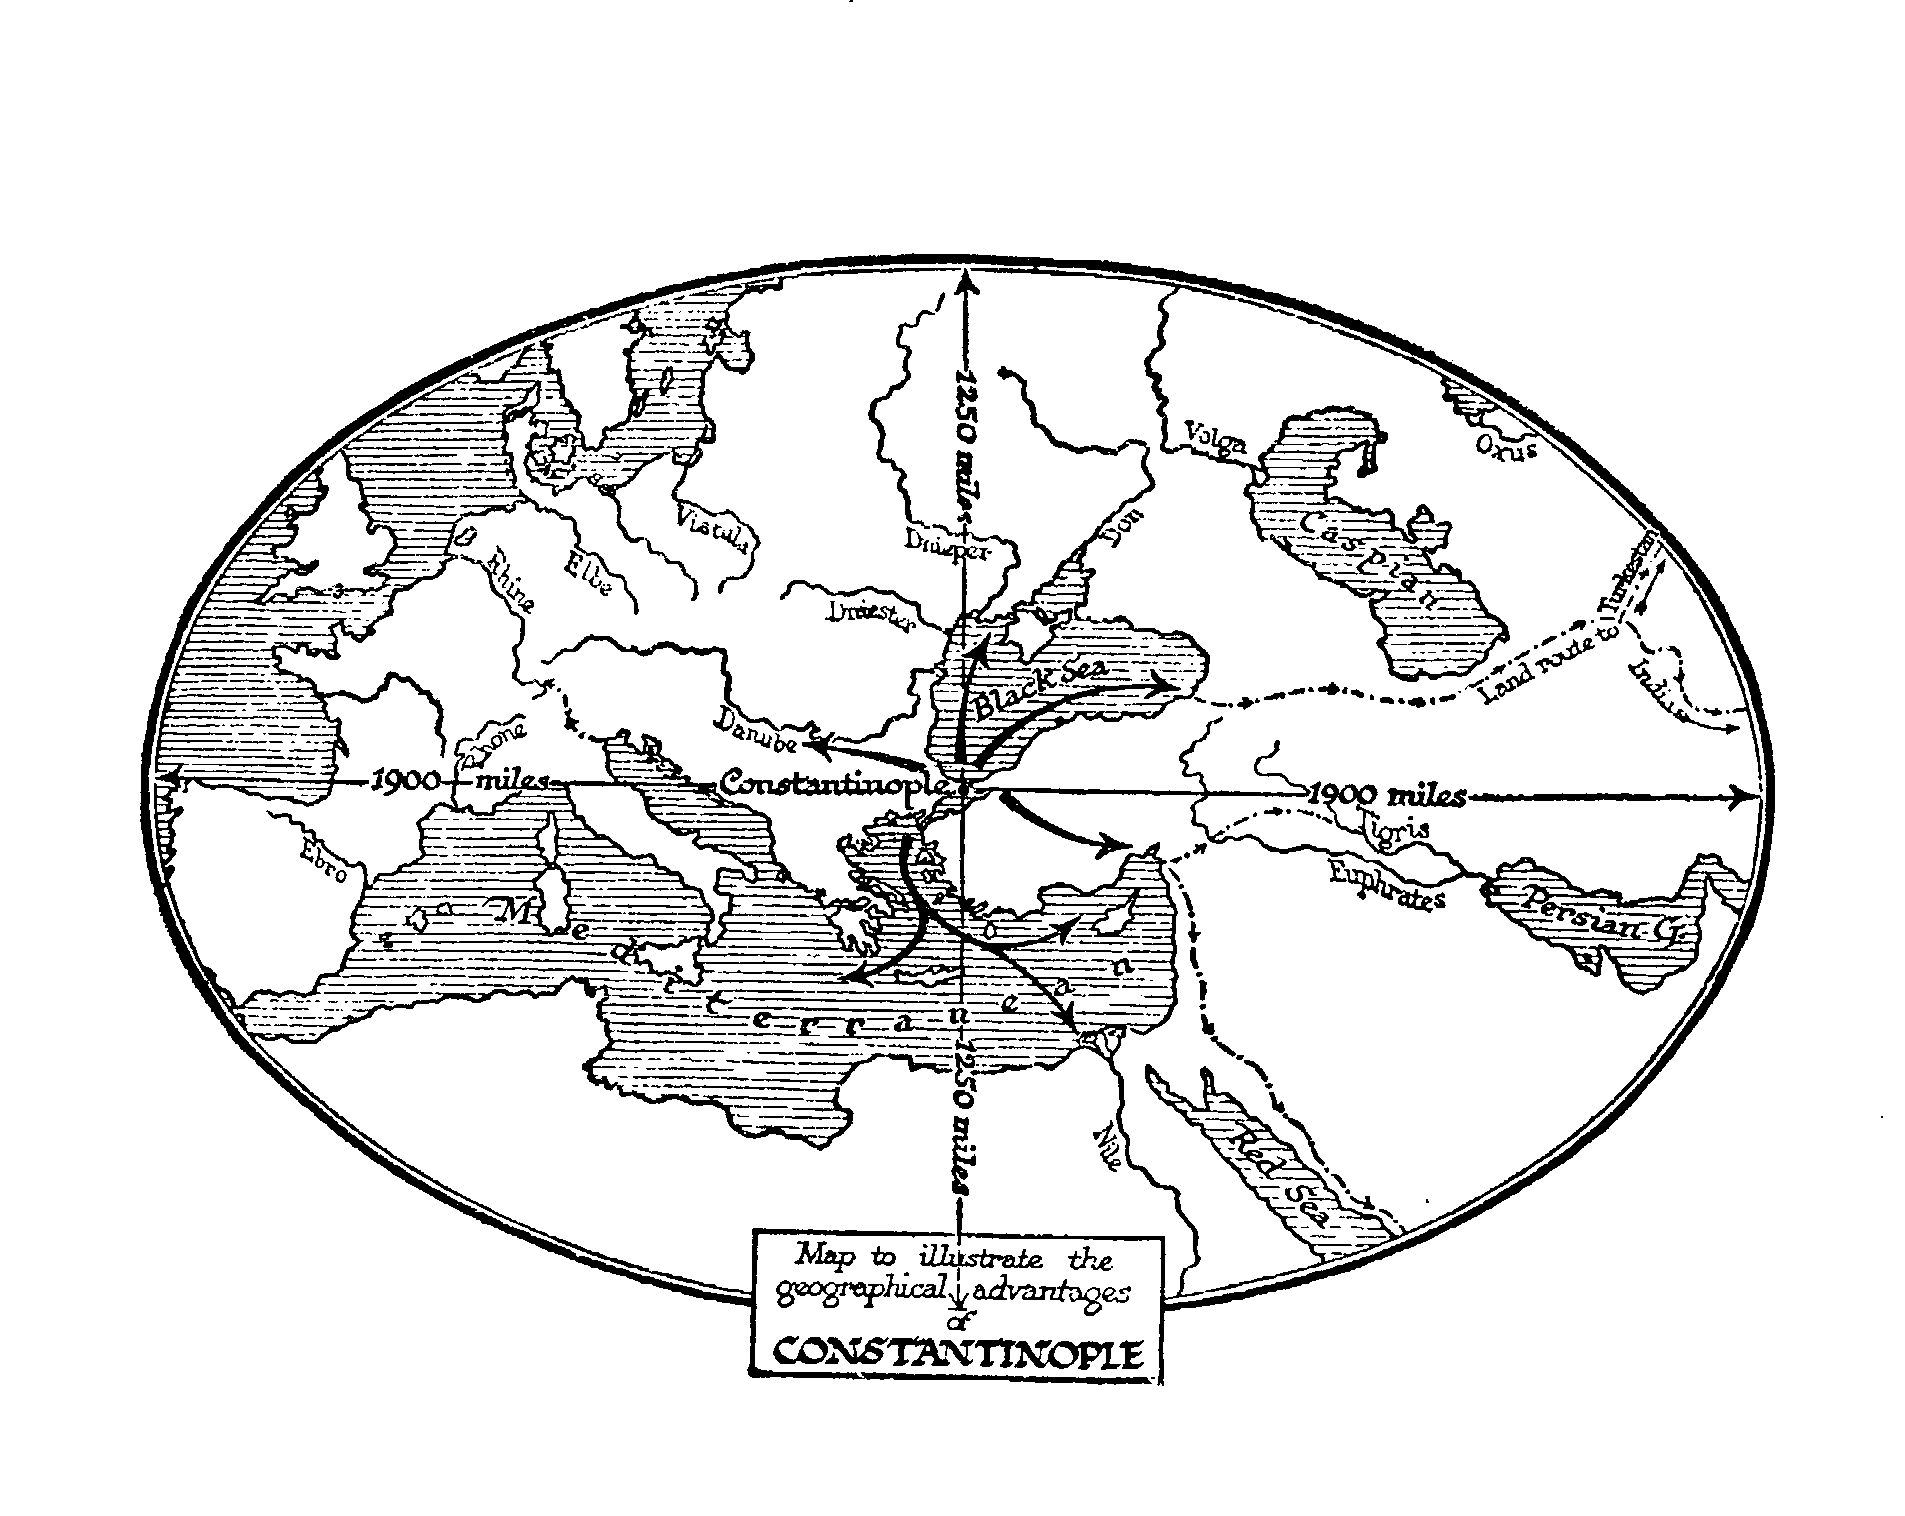 1250 miles
Volga
Oxus
Vistula
Dnieper
Don
Caspian
Rhine
Elbe
Dniester
Turkestan
Land route to
Indus
Black Sea
Danube
Rhone
1900 miles
Constantinople
1900 miles
Tigris
Ebro
Euphrates
Persian G.
Mediterranean
1250 miles
Nile
Red Sea
Map to illustrate the
geographical advantages
of
CONSTANTINOPLE